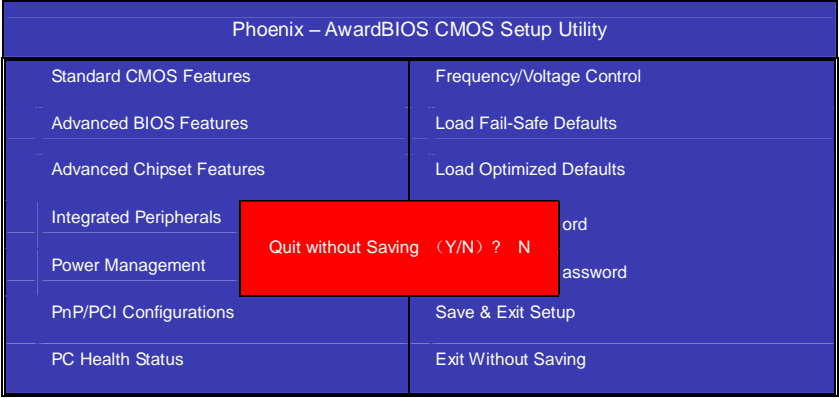 Phoenix – AwardBIOS CMOS Setup Utility
Standard CMOS Features
Advanced BIOS Features
Advanced Chipset Features
Integrated Peripherals
Power Management
PnP/PCI Configurations
PC Health Status
Frequency/Voltage Control
Load Fail-Safe Defaults
Load Optimized Defaults
ord
assword
Save & Exit Setup
Exit Without Saving
Quit without Saving （Y/N）? N